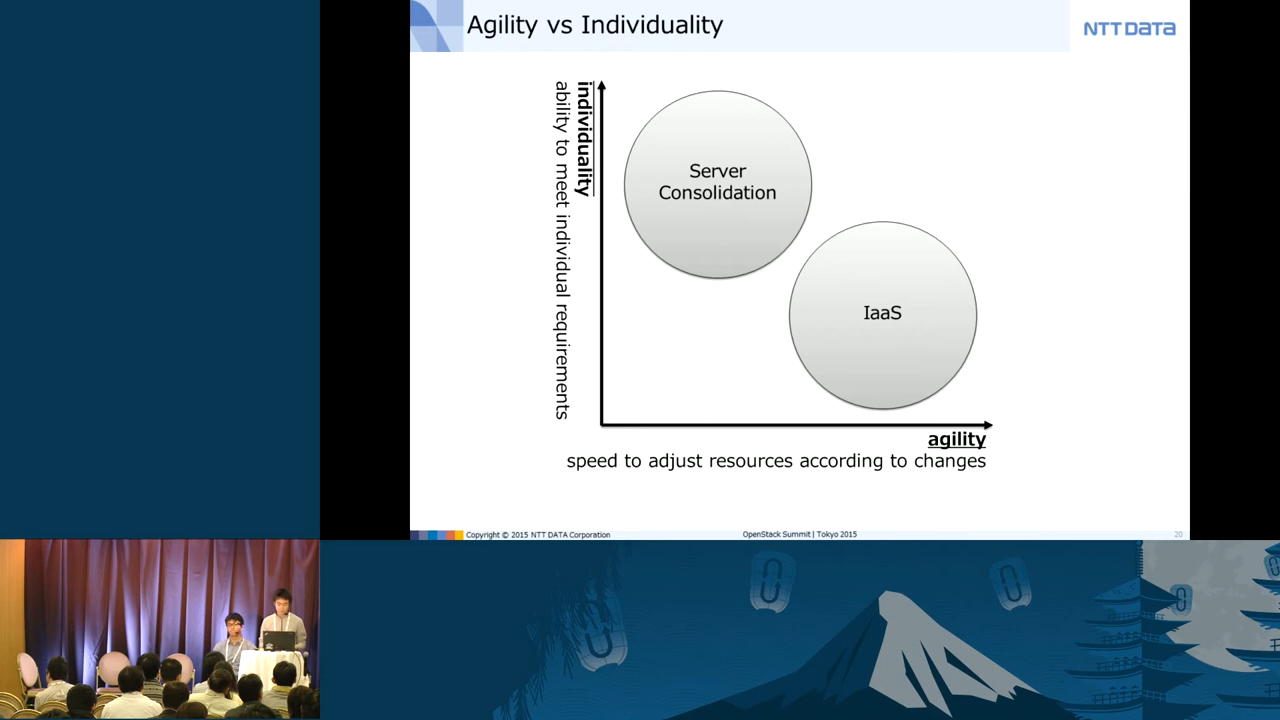 Agility vs Individuality
NTT DATA
individuality
ability to meet individual requirements
Server
Consolidation
IaaS
agility
speed to adjust resources according to changes
Copyright © 2015 NTT DATA Corporation
OpenStack Summit | Tokyo 2015
20